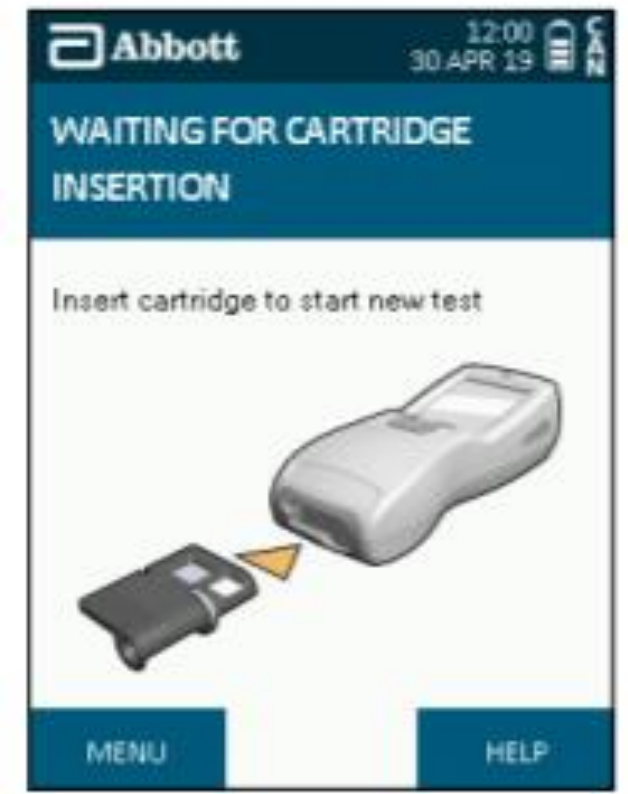 Abbott
12:00
30 APR 19
CAN
WAITING FOR CARTRIDGE
INSERTION
Insert cartridge to start new test
MENU
HELP